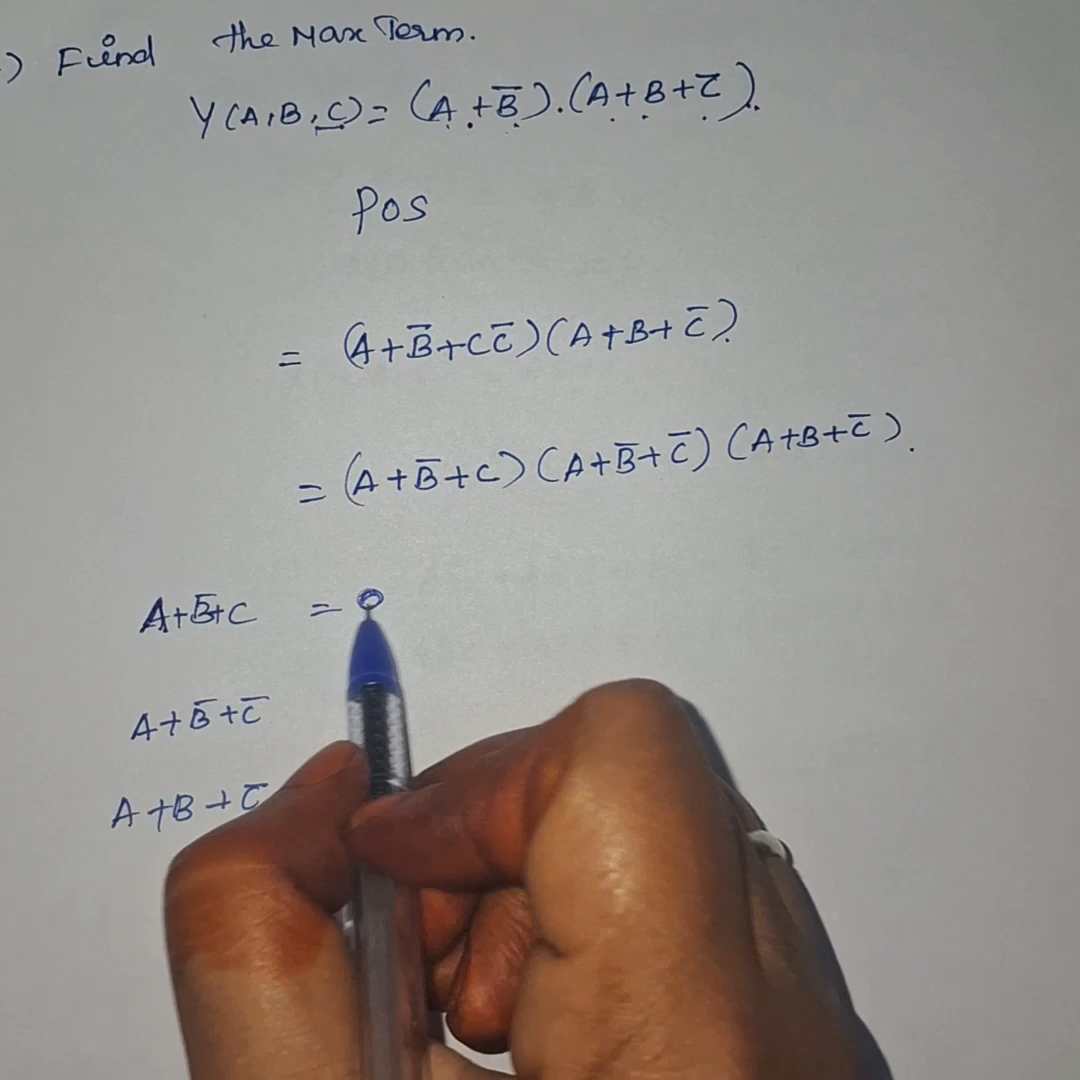 .) Find the Max Term.
Y(A,B,C) = (A+B̅).(A+B+C̅).
POS
= (A+B̅+CC̅)(A+B+C̅).
= (A+B̅+C)(A+B̅+C̅)(A+B+C̅).
A+B̅+C = 0
A+B̅+C̅
A+B+C̅